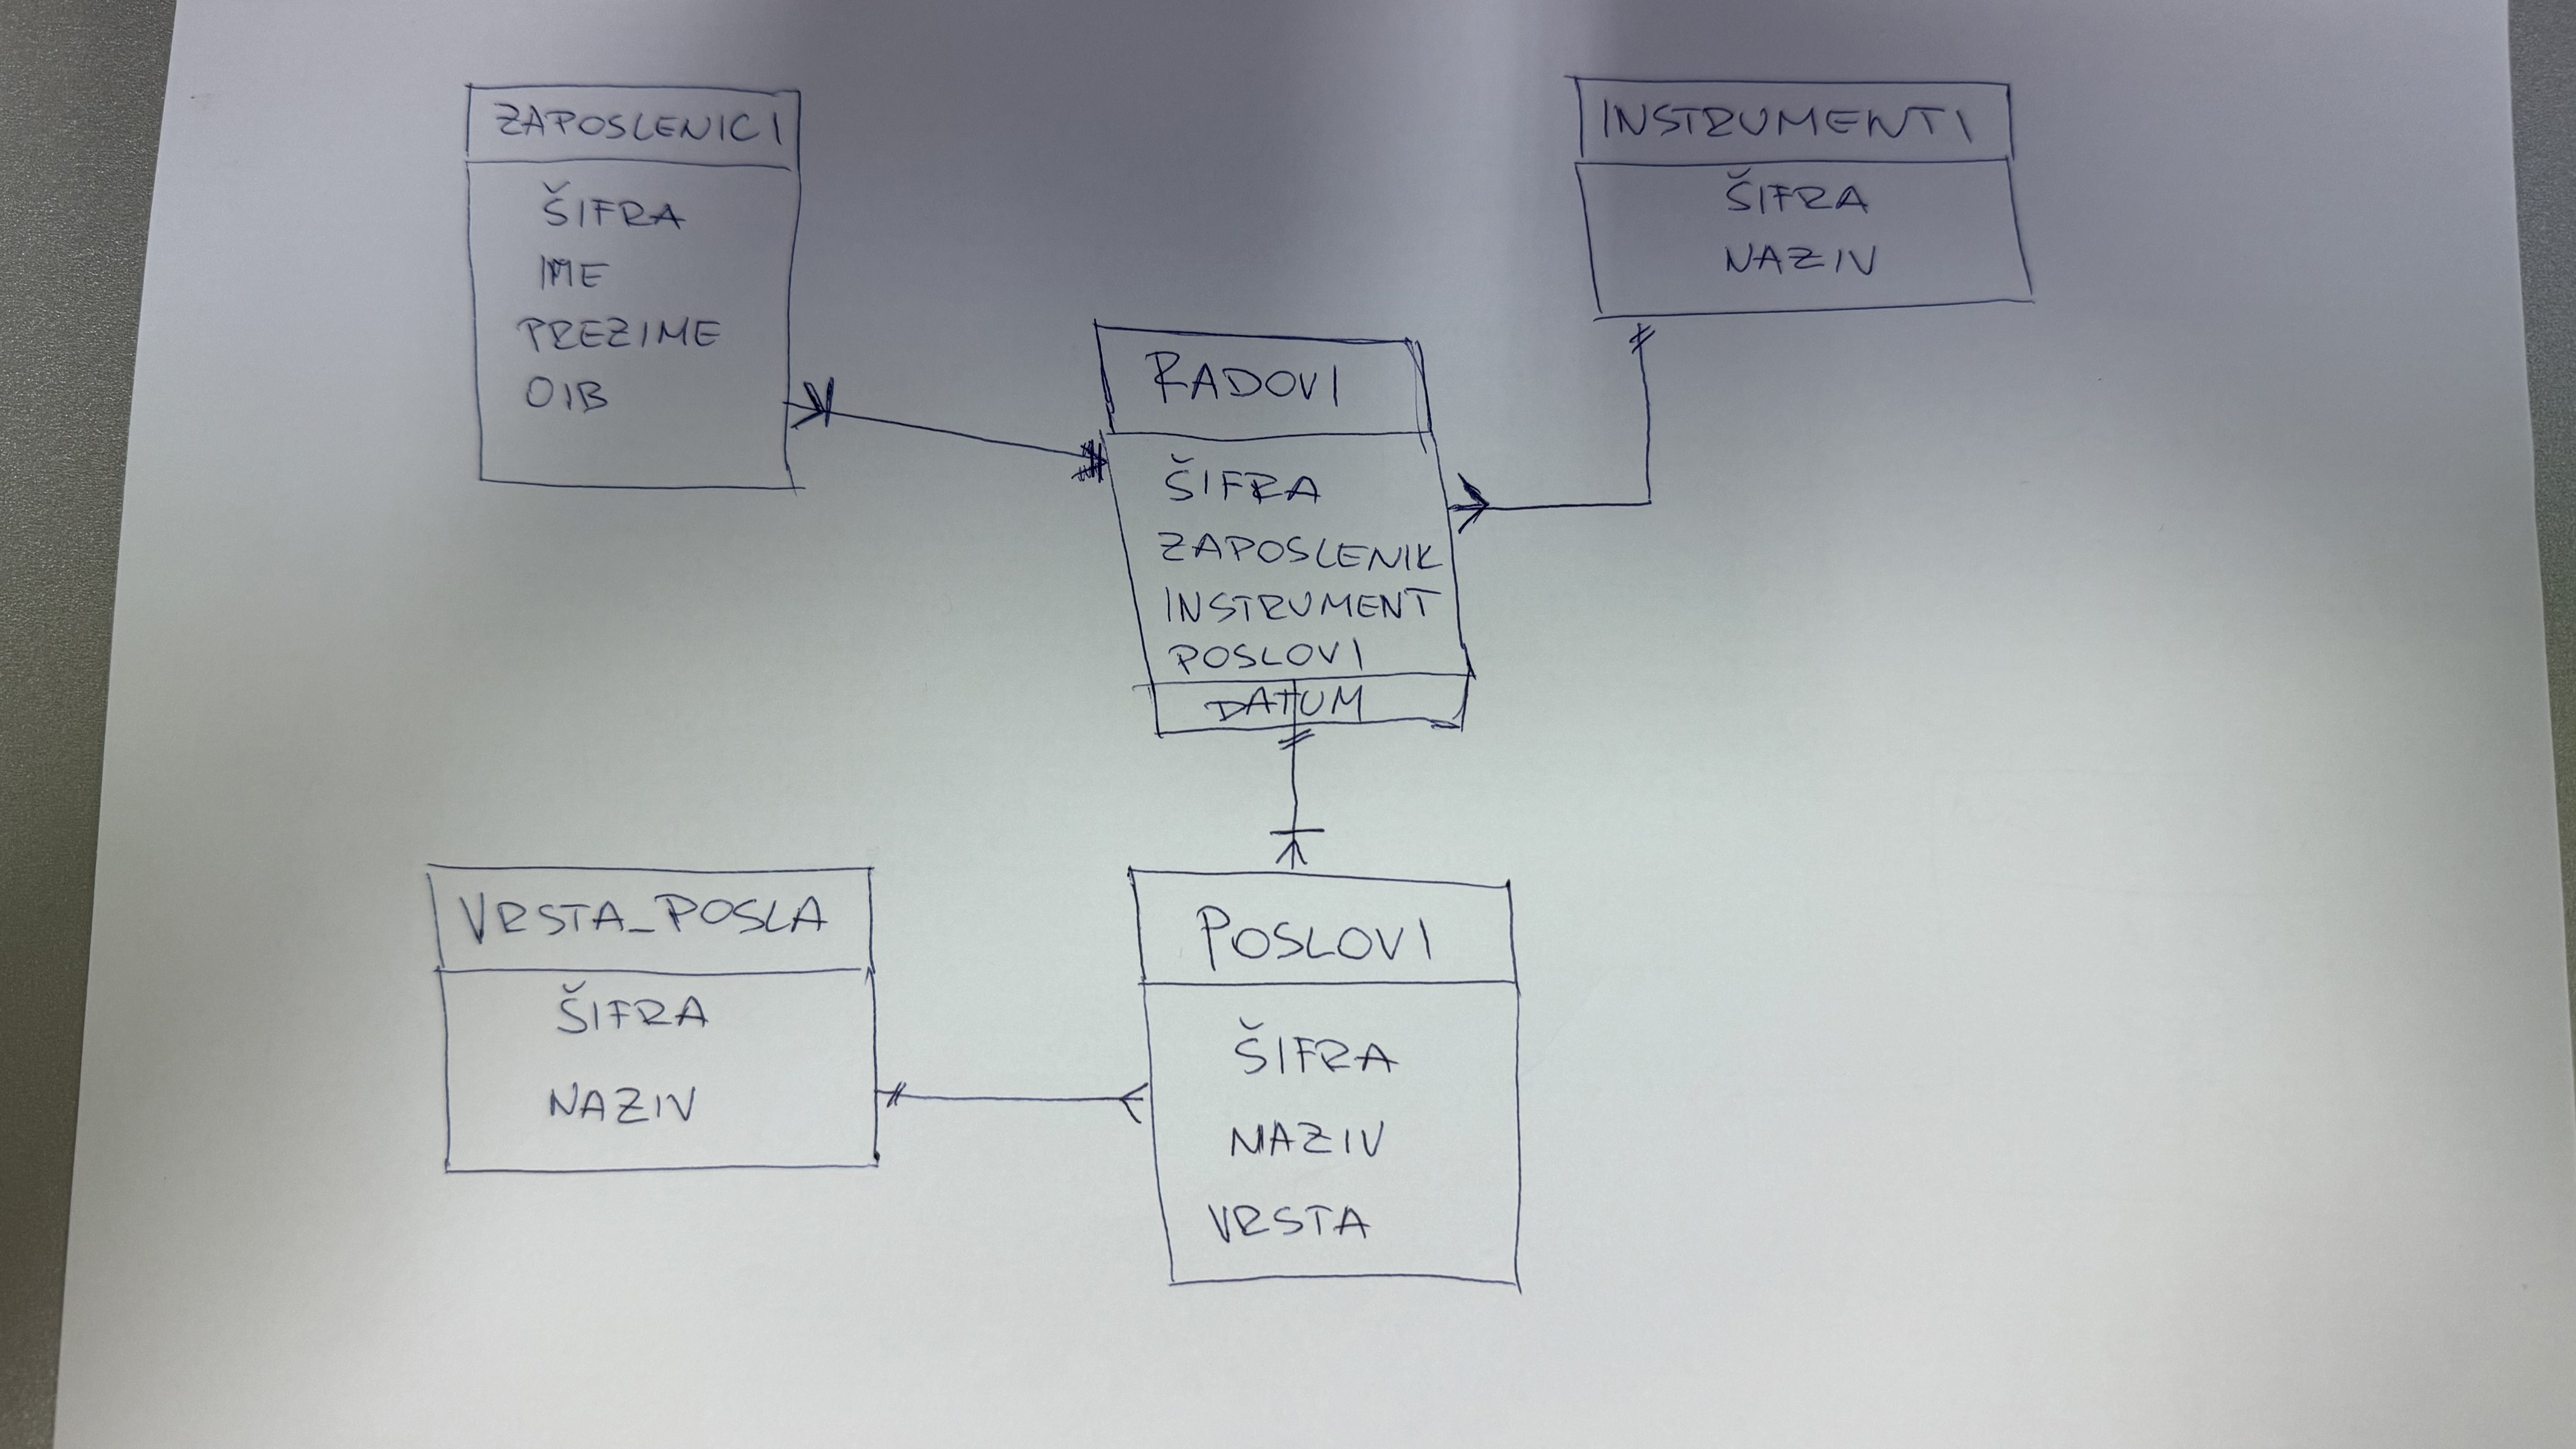 ZAPOSLENICI
ŠIFRA
IME
PREZIME
OIB
INSTRUMENTI
ŠIFRA
NAZIV
RADOVI
ŠIFRA
ZAPOSLENIK
INSTRUMENT
POSLOVI
DATUM
VRSTA_POSLA
ŠIFRA
NAZIV
POSLOVI
ŠIFRA
NAZIV
VRSTA